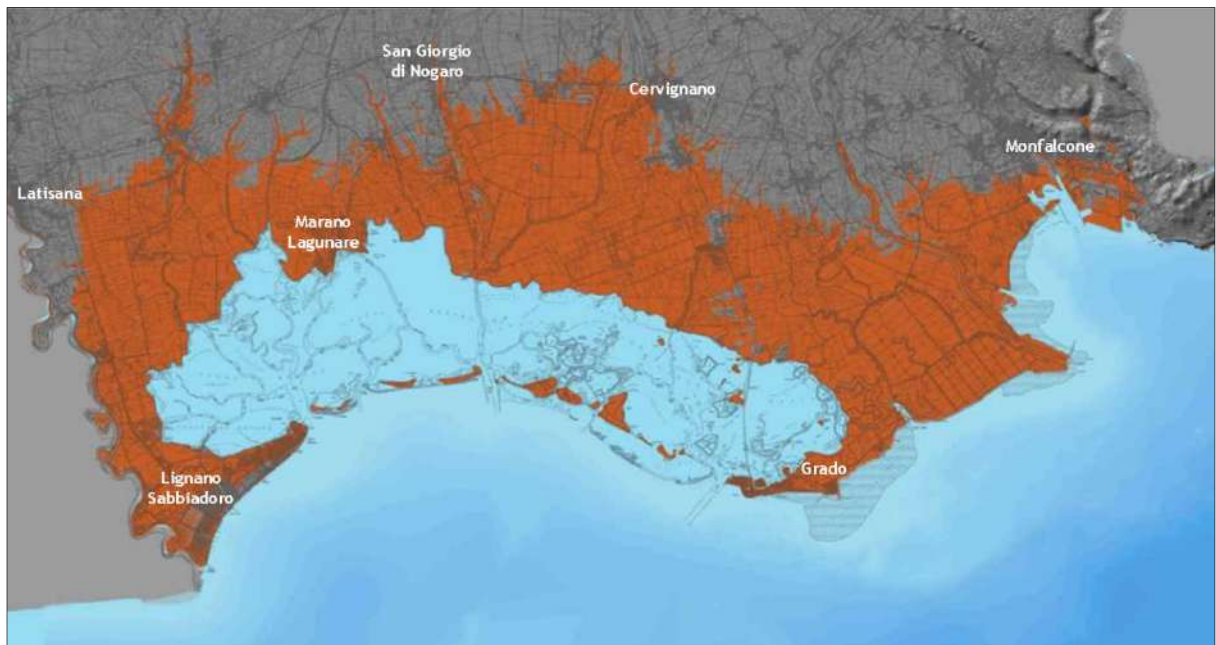 San Giorgio
di Nogaro
Cervignano
Monfalcone
Latisana
Marano
Lagunare
Lignano
Sabbiadoro
Grado